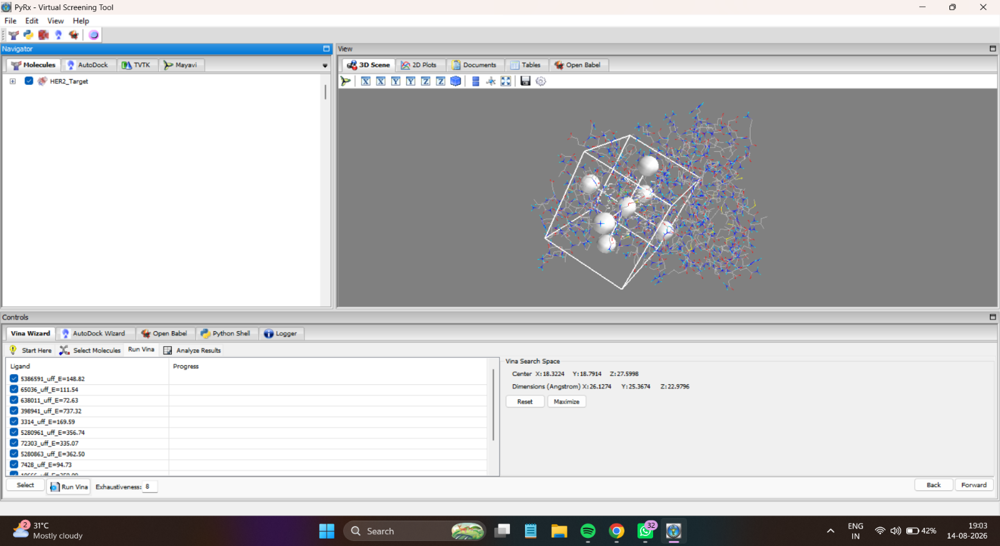 PyRx - Virtual Screening Tool
File Edit View Help
Navigator
Molecules AutoDock TVTK Mayavi
HER2_Target
View
3D Scene 2D Plots Documents Tables Open Babel
X X Y Y Z Z
Controls
Vina Wizard AutoDock Wizard Open Babel Python Shell Logger
Start Here Select Molecules Run Vina Analyze Results
Ligand Progress
5386591_uff_E=148.82
65036_uff_E=111.54
638011_uff_E=72.63
398941_uff_E=737.32
3314_uff_E=169.59
5280961_uff_E=356.74
72303_uff_E=335.07
5280863_uff_E=362.50
7428_uff_E=94.73
Vina Search Space
Center X:18.3224 Y:18.7914 Z:27.5998
Dimensions (Angstrom) X:26.1274 Y:25.3674 Z:22.9796
Reset Maximize
Select Run Vina Exhaustiveness: 8
Back Forward
2
31°C
Mostly cloudy
Search
32
ENG
IN
42%
19:03
14-08-2026